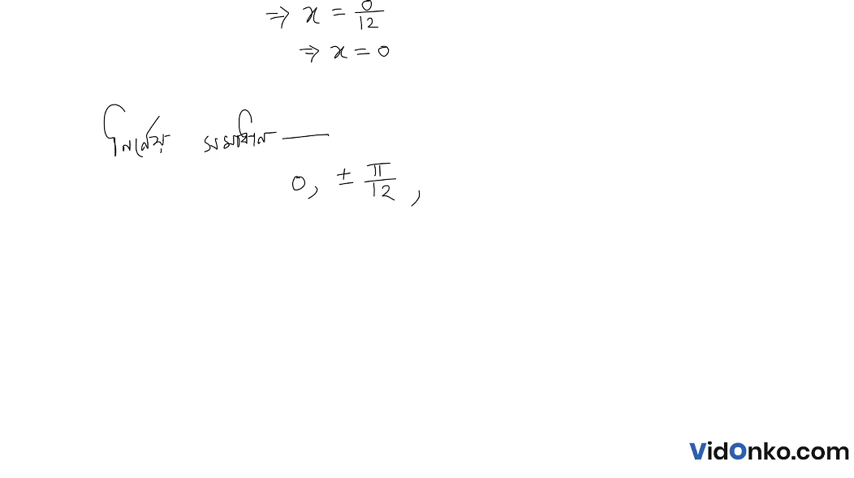 ⇒ x = 0/12
⇒ x = 0
নির্ণেয় সমাধান —
0, ± π/12 ,
VidOnko.com